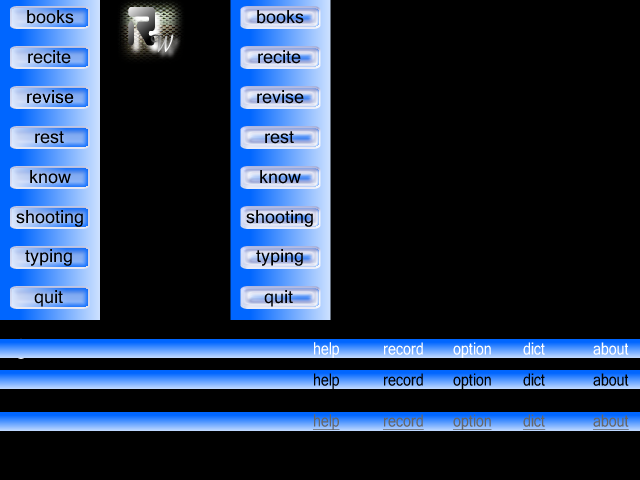 books
recite
revise
rest
know
shooting
typing
quit
RW
books
recite
revise
rest
know
shooting
typing
quit
help record option dict about
help record option dict about
help record option dict about